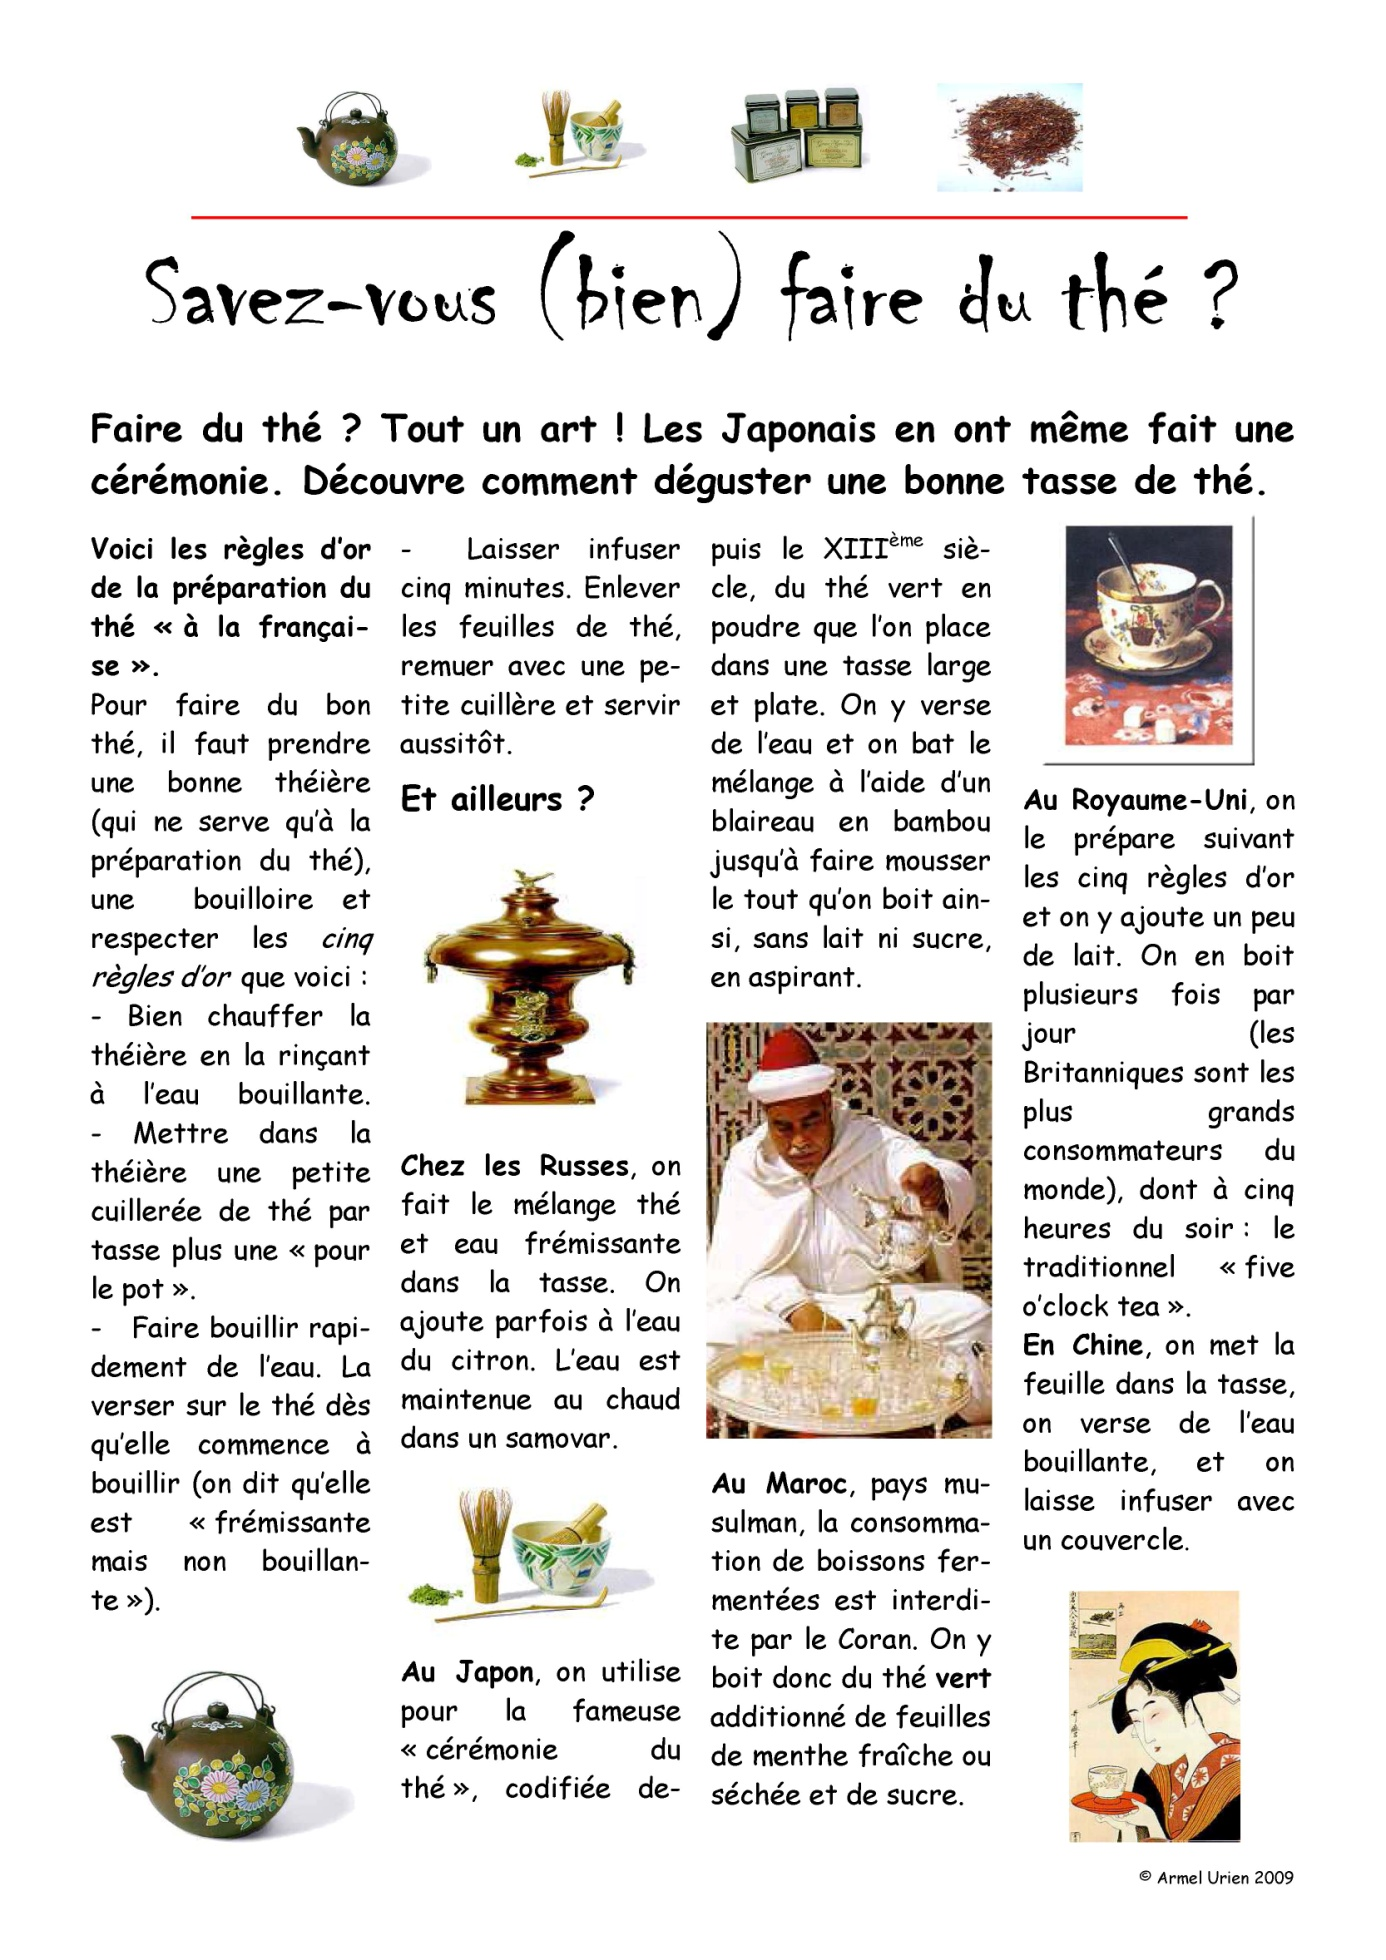 Savez-vous (bien) faire du thé ?
Faire du thé ? Tout un art ! Les Japonais en ont même fait une
cérémonie. Découvre comment déguster une bonne tasse de thé.
Voici les règles d’or
de la préparation du
thé « à la françai-
se ».
Pour faire du bon
thé, il faut prendre
une bonne théière
(qui ne serve qu’à la
préparation du thé),
une bouilloire et
respecter les cinq
règles d’or que voici :
- Bien chauffer la
théière en la rinçant
à l’eau bouillante.
- Mettre dans la
théière une petite
cuillerée de thé par
tasse plus une « pour
le pot ».
- Faire bouillir rapi-
dement de l’eau. La
verser sur le thé dès
qu’elle commence à
bouillir (on dit qu’elle
est « frémissante
mais non bouillan-
te »).
- Laisser infuser
cinq minutes. Enlever
les feuilles de thé,
remuer avec une pe-
tite cuillère et servir
aussitôt.
Et ailleurs ?
Chez les Russes, on
fait le mélange thé
et eau frémissante
dans la tasse. On
ajoute parfois à l’eau
du citron. L’eau est
maintenue au chaud
dans un samovar.
Au Japon, on utilise
pour la fameuse
« cérémonie du
thé », codifiée de-
puis le XIIIème siè-
cle, du thé vert en
poudre que l’on place
dans une tasse large
et plate. On y verse
de l’eau et on bat le
mélange à l’aide d’un
blaireau en bambou
jusqu’à faire mousser
le tout qu’on boit ain-
si, sans lait ni sucre,
en aspirant.
Au Maroc, pays mu-
sulman, la consomma-
tion de boissons fer-
mentées est interdi-
te par le Coran. On y
boit donc du thé vert
additionné de feuilles
de menthe fraîche ou
séchée et de sucre.
Au Royaume-Uni, on
le prépare suivant
les cinq règles d’or
et on y ajoute un peu
de lait. On en boit
plusieurs fois par
jour (les
Britanniques sont les
plus grands
consommateurs du
monde), dont à cinq
heures du soir : le
traditionnel « five
o’clock tea ».
En Chine, on met la
feuille dans la tasse,
on verse de l’eau
bouillante, et on
laisse infuser avec
un couvercle.
© Armel Urien 2009